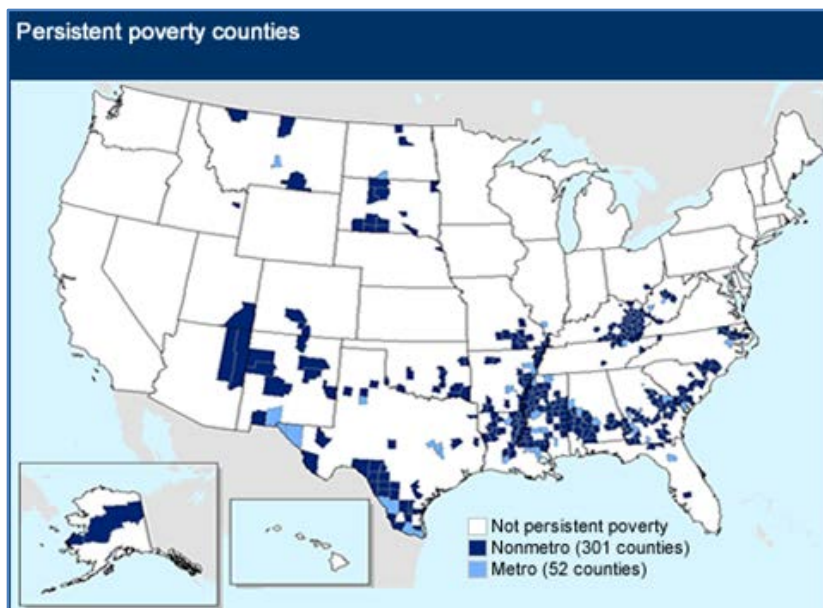 Persistent poverty counties
Not persistent poverty
Nonmetro (301 counties)
Metro (52 counties)